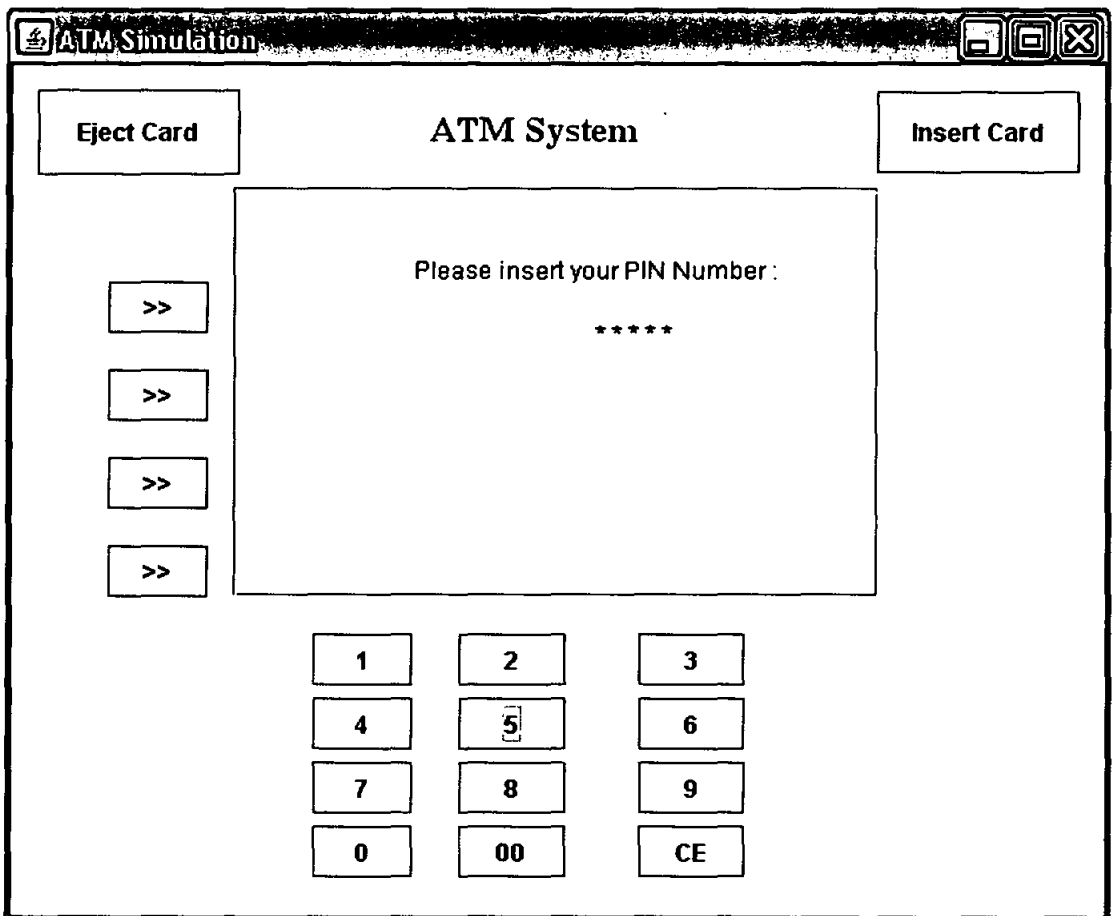 ATM Simulation
Eject Card
ATM System
Insert Card
Please insert your PIN Number :
*****
>>
>>
>>
>>
1 2 3
4 5 6
7 8 9
0 00 CE